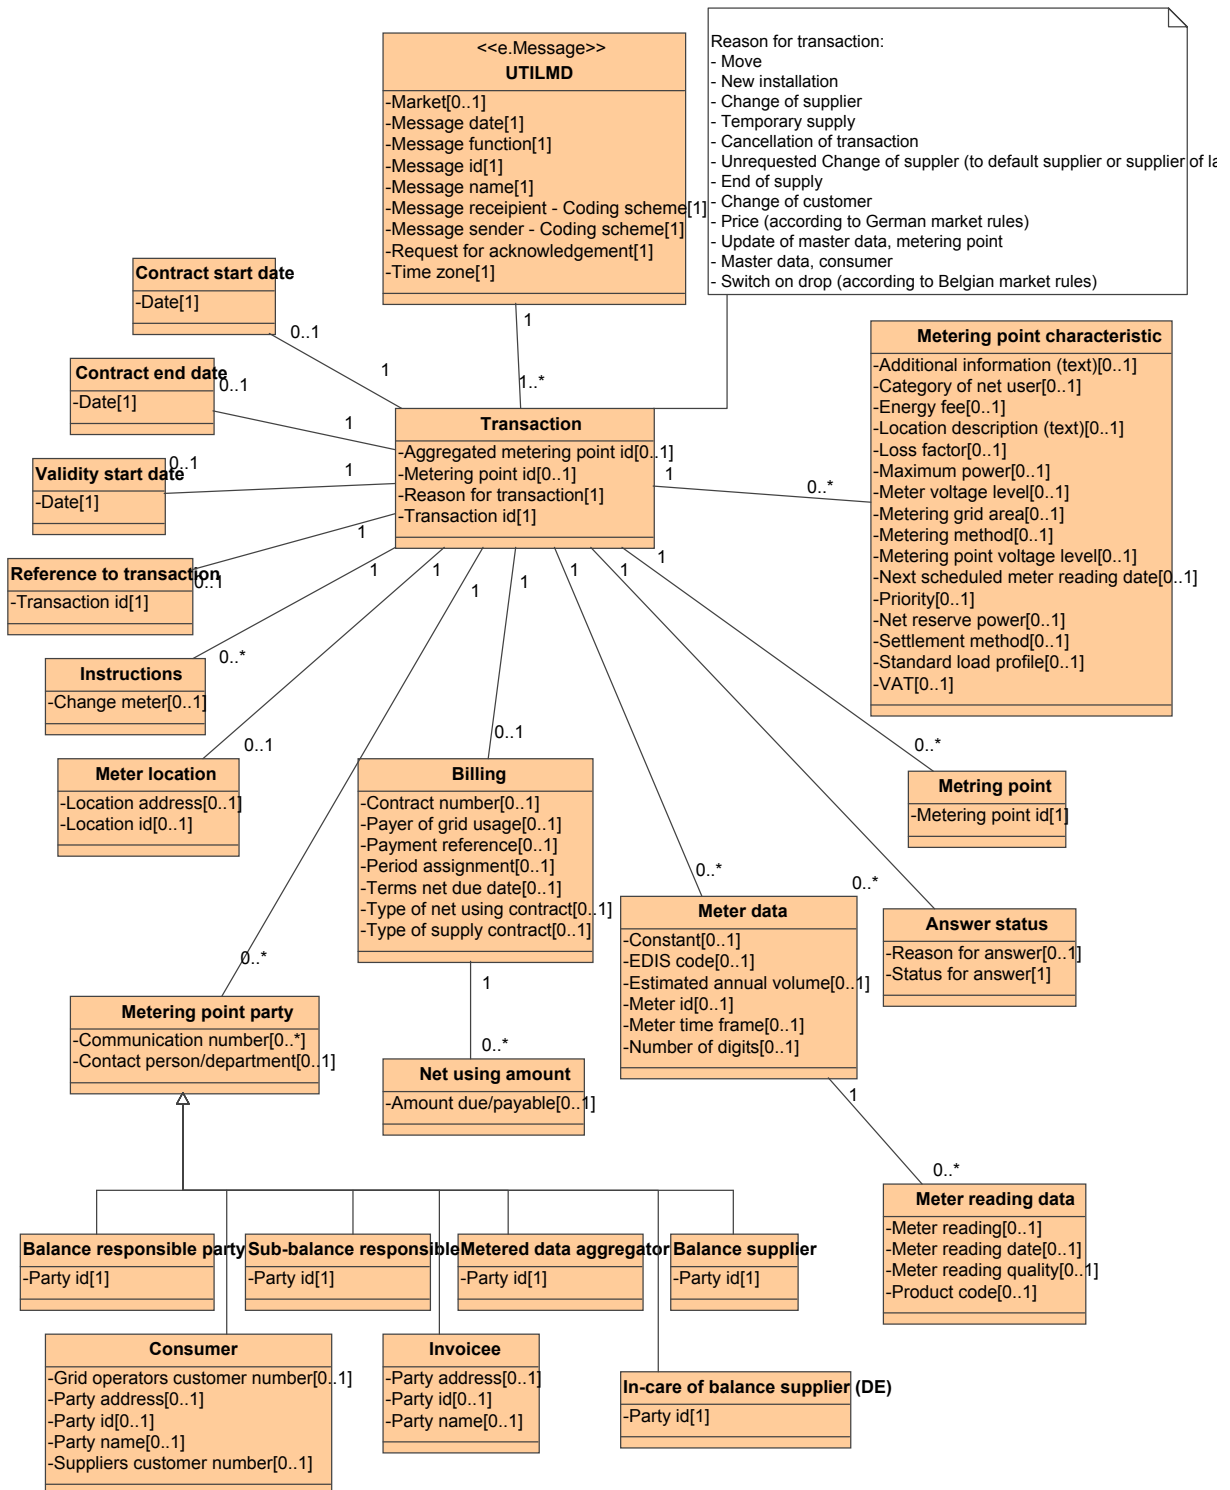 <<e.Message>>
UTILMD
-Market[0..1]
-Message date[1]
-Message function[1]
-Message id[1]
-Message name[1]
-Message receipient - Coding scheme[1]
-Message sender - Coding scheme[1]
-Request for acknowledgement[1]
-Time zone[1]
Reason for transaction:
- Move
- New installation
- Change of supplier
- Temporary supply
- Cancellation of transaction
- Unrequested Change of suppler (to default supplier or supplier of la
- End of supply
- Change of customer
- Price (according to German market rules)
- Update of master data, metering point
- Master data, consumer
- Switch on drop (according to Belgian market rules)
Contract start date
-Date[1]
0..1
1
1
1..*
Contract end date
-Date[1]
0..1
1
Validity start date
-Date[1]
0..1
1
Reference to transaction
-Transaction id[1]
0..1
1
Transaction
-Aggregated metering point id[0..1]
-Metering point id[0..1]
-Reason for transaction[1]
-Transaction id[1]
1
0..*
Metering point characteristic
-Additional information (text)[0..1]
-Category of net user[0..1]
-Energy fee[0..1]
-Location description (text)[0..1]
-Loss factor[0..1]
-Maximum power[0..1]
-Meter voltage level[0..1]
-Metering grid area[0..1]
-Metering method[0..1]
-Metering point voltage level[0..1]
-Next scheduled meter reading date[0..1]
-Priority[0..1]
-Net reserve power[0..1]
-Settlement method[0..1]
-Standard load profile[0..1]
-VAT[0..1]
1
1
1
1
1
1
1
Instructions
-Change meter[0..1]
0..*
Meter location
-Location address[0..1]
-Location id[0..1]
0..1
Billing
-Contract number[0..1]
-Payer of grid usage[0..1]
-Payment reference[0..1]
-Period assignment[0..1]
-Terms net due date[0..1]
-Type of net using contract[0..1]
-Type of supply contract[0..1]
0..1
Metring point
-Metering point id[1]
0..*
Meter data
-Constant[0..1]
-EDIS code[0..1]
-Estimated annual volume[0..1]
-Meter id[0..1]
-Meter time frame[0..1]
-Number of digits[0..1]
0..*
Answer status
-Reason for answer[0..1]
-Status for answer[1]
0..*
Metering point party
-Communication number[0..*]
-Contact person/department[0..1]
0..*
1
0..*
Net using amount
-Amount due/payable[0..1]
1
0..*
Meter reading data
-Meter reading[0..1]
-Meter reading date[0..1]
-Meter reading quality[0..1]
-Product code[0..1]
Balance responsible party
-Party id[1]
Sub-balance responsible
-Party id[1]
Metered data aggregator
-Party id[1]
Balance supplier
-Party id[1]
Consumer
-Grid operators customer number[0..1]
-Party address[0..1]
-Party id[0..1]
-Party name[0..1]
-Suppliers customer number[0..1]
Invoicee
-Party address[0..1]
-Party id[0..1]
-Party name[0..1]
In-care of balance supplier (DE)
-Party id[1]